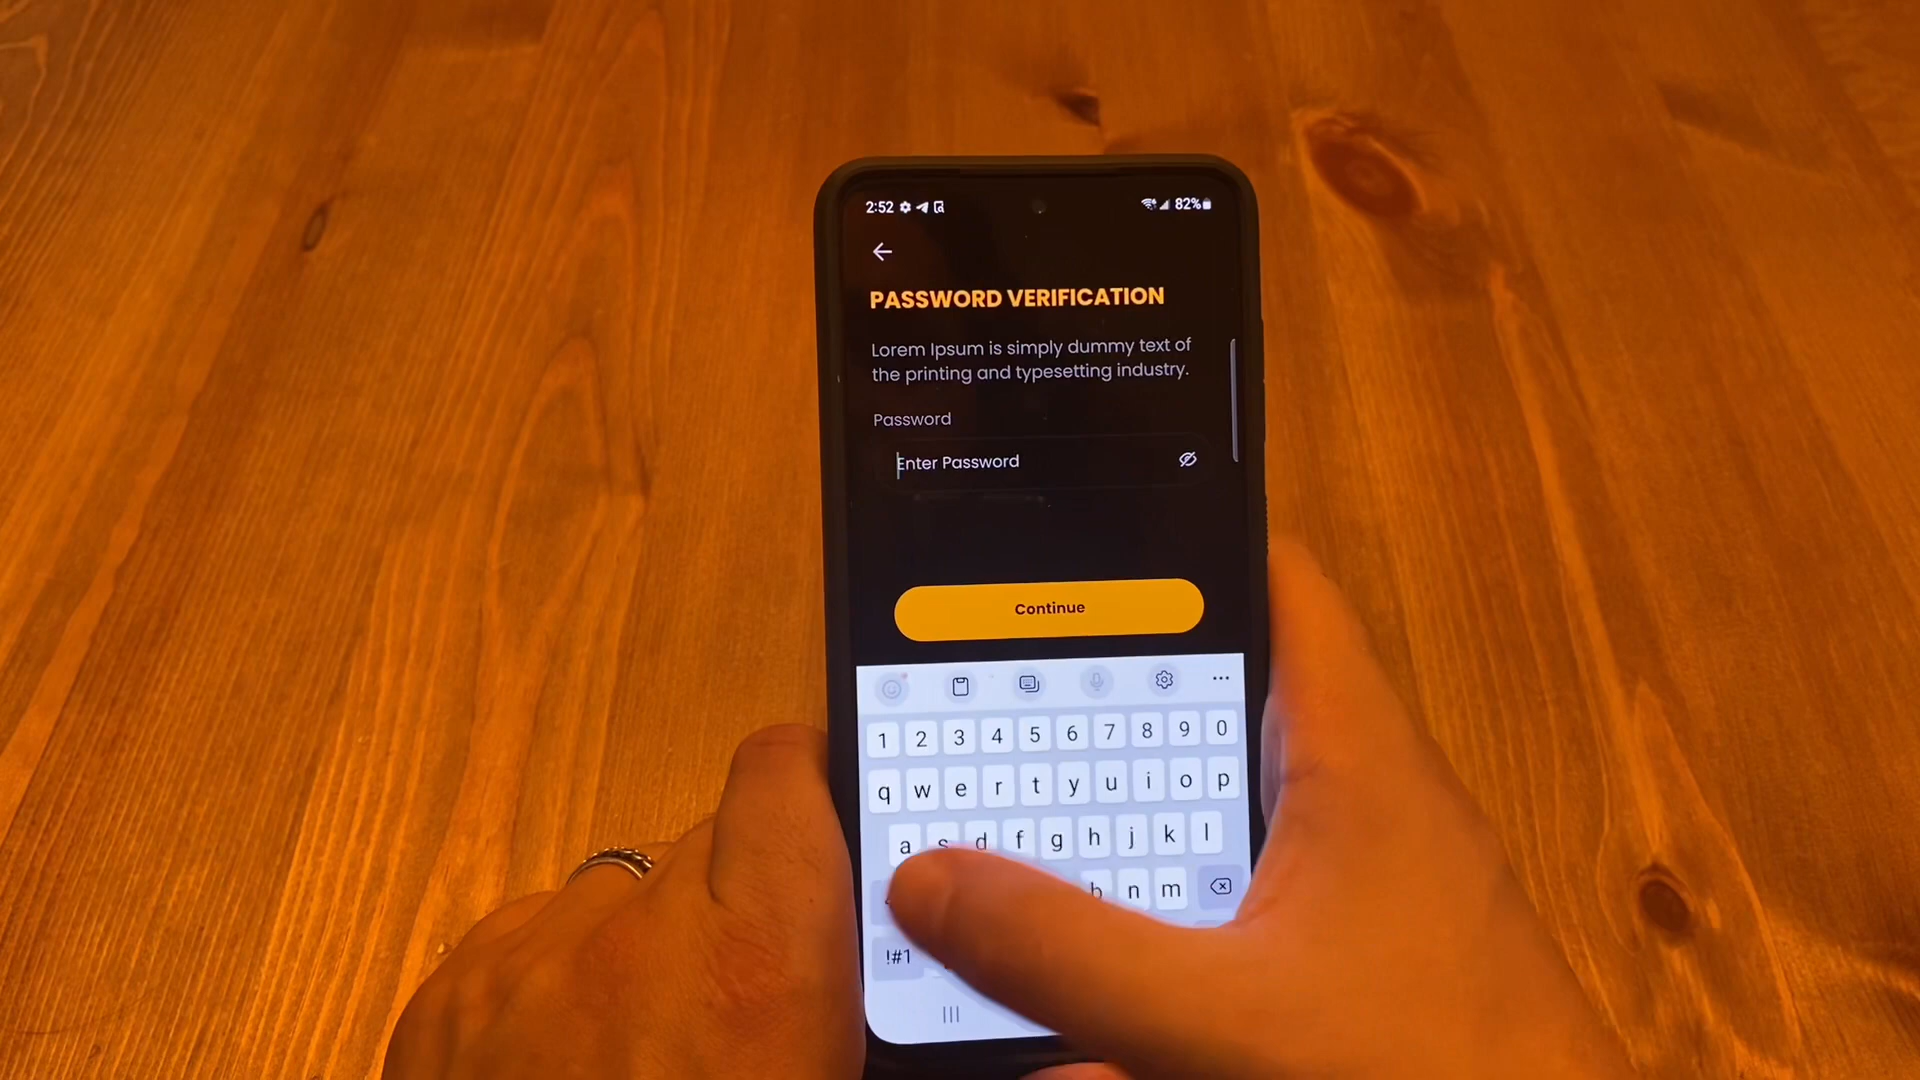 2:52 82%
PASSWORD VERIFICATION
Lorem Ipsum is simply dummy text of
the printing and typesetting industry.
Password
Enter Password
Continue
1 2 3 4 5 6 7 8 9 0
q w e r t y u i o p
a s d f g h j k l
b n m
!#1